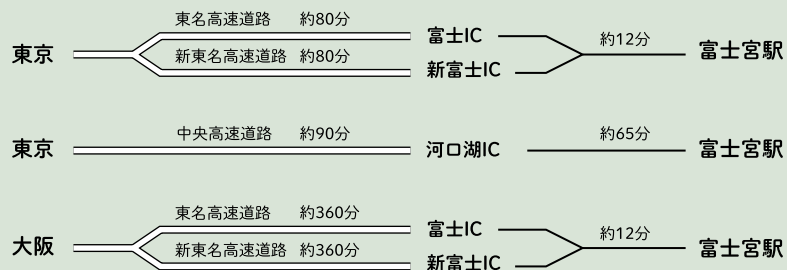 東名高速道路 約80分 富士IC
東京 約12分 富士宮駅
新東名高速道路 約80分 新富士IC
東京 中央高速道路 約90分 河口湖IC 約65分 富士宮駅
東名高速道路 約360分 富士IC
大阪 約12分 富士宮駅
新東名高速道路 約360分 新富士IC